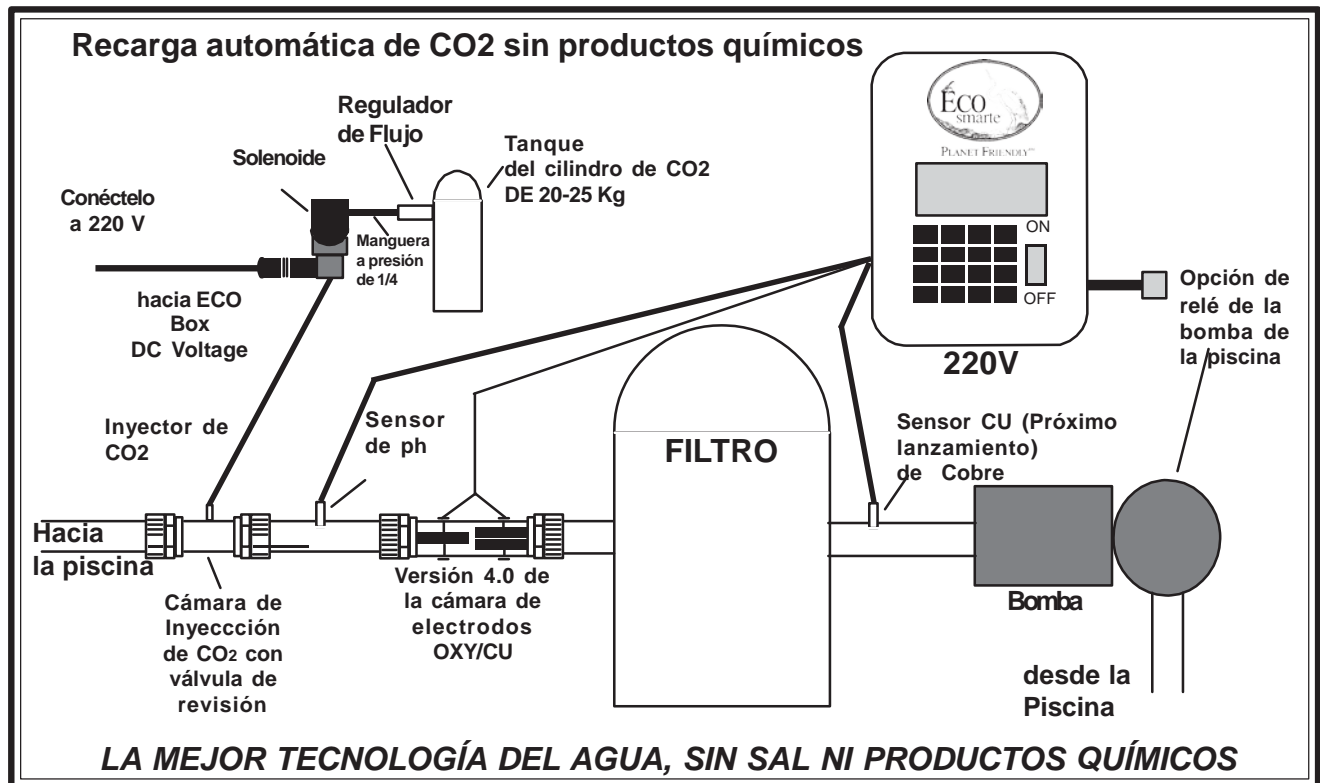 Recarga automática de CO2 sin productos químicos
Regulador
de Flujo
Solenoide
Tanque
del cilindro de CO2
DE 20-25 Kg
Conéctelo
a 220 V
Manguera
a presión
de 1/4
hacia ECO
Box
DC Voltage
Éco
smarte
PLANET FRIENDLY
ON
OFF
220V
Opción de
relé de la
bomba de
la piscina
Inyector de
CO2
Sensor
de ph
FILTRO
Sensor CU (Próximo
lanzamiento)
de Cobre
Hacia
la piscina
Cámara de
Inyeccción
de CO2 con
válvula de
revisión
Versión 4.0 de
la cámara de
electrodos
OXY/CU
Bomba
desde la
Piscina
LA MEJOR TECNOLOGÍA DEL AGUA, SIN SAL NI PRODUCTOS QUÍMICOS